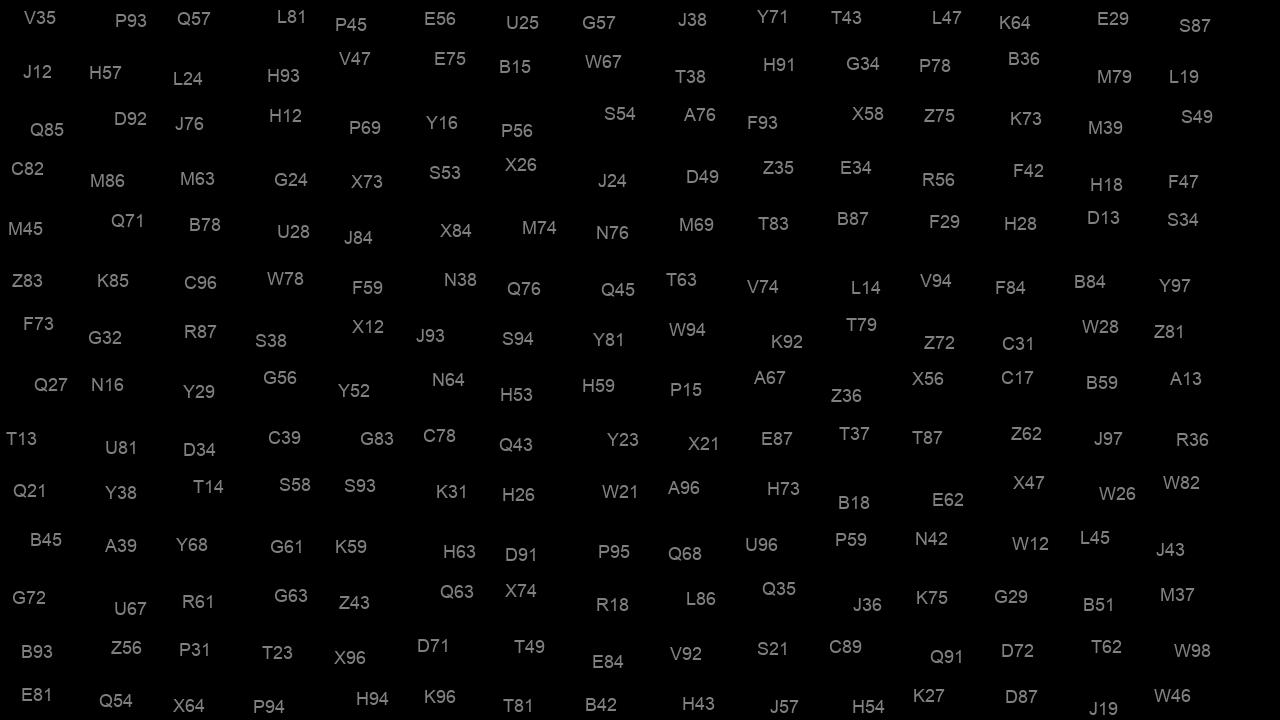 V35 P93 Q57 L81 P45 E56 U25 G57 J38 Y71 T43 L47 K64 E29 S87
J12 H57 L24 H93 V47 E75 B15 W67 T38 H91 G34 P78 B36 M79 L19
Q85 D92 J76 H12 P69 Y16 P56 S54 A76 F93 X58 Z75 K73 M39 S49
C82 M86 M63 G24 X73 S53 X26 J24 D49 Z35 E34 R56 F42 H18 F47
M45 Q71 B78 U28 J84 X84 M74 N76 M69 T83 B87 F29 H28 D13 S34
Z83 K85 C96 W78 F59 N38 Q76 Q45 T63 V74 L14 V94 F84 B84 Y97
F73 G32 R87 S38 X12 J93 S94 Y81 W94 K92 T79 Z72 C31 W28 Z81
Q27 N16 Y29 G56 Y52 N64 H53 H59 P15 A67 Z36 X56 C17 B59 A13
T13 U81 D34 C39 G83 C78 Q43 Y23 X21 E87 T37 T87 Z62 J97 R36
Q21 Y38 T14 S58 S93 K31 H26 W21 A96 H73 B18 E62 X47 W26 W82
B45 A39 Y68 G61 K59 H63 D91 P95 Q68 U96 P59 N42 W12 L45 J43
G72 U67 R61 G63 Z43 Q63 X74 R18 L86 Q35 J36 K75 G29 B51 M37
B93 Z56 P31 T23 X96 D71 T49 E84 V92 S21 C89 Q91 D72 T62 W98
E81 Q54 X64 P94 H94 K96 T81 B42 H43 J57 H54 K27 D87 J19 W46